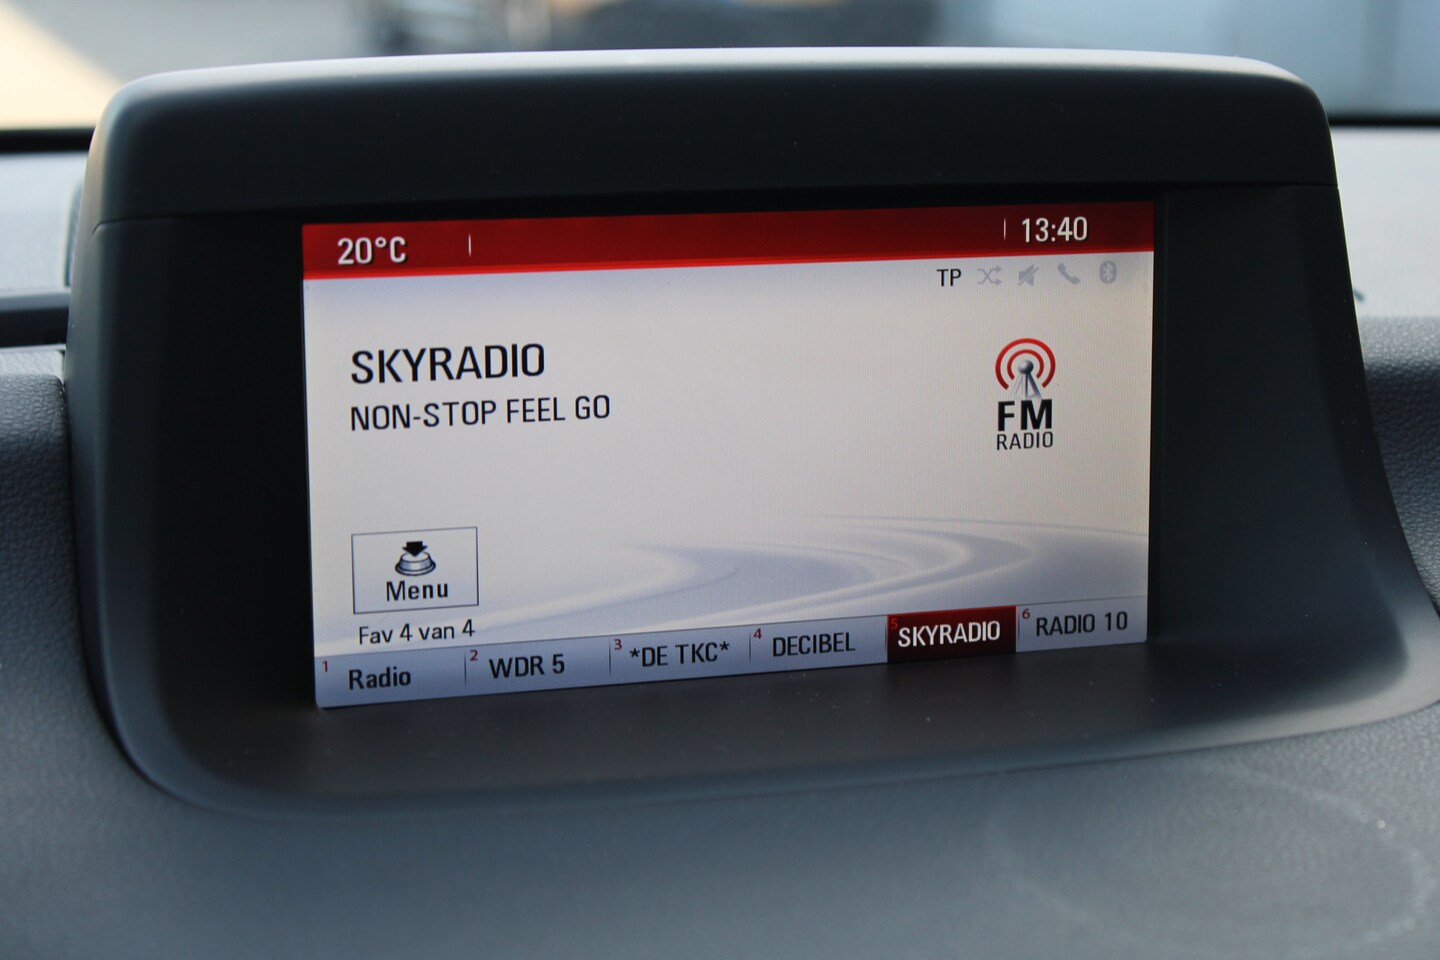 20°C 13:40
TP
SKYRADIO
NON-STOP FEEL GO
FM
RADIO
Menu
Fav 4 van 4
1 Radio 2 WDR 5 3 *DE TKC* 4 DECIBEL 5 SKYRADIO 6 RADIO 10